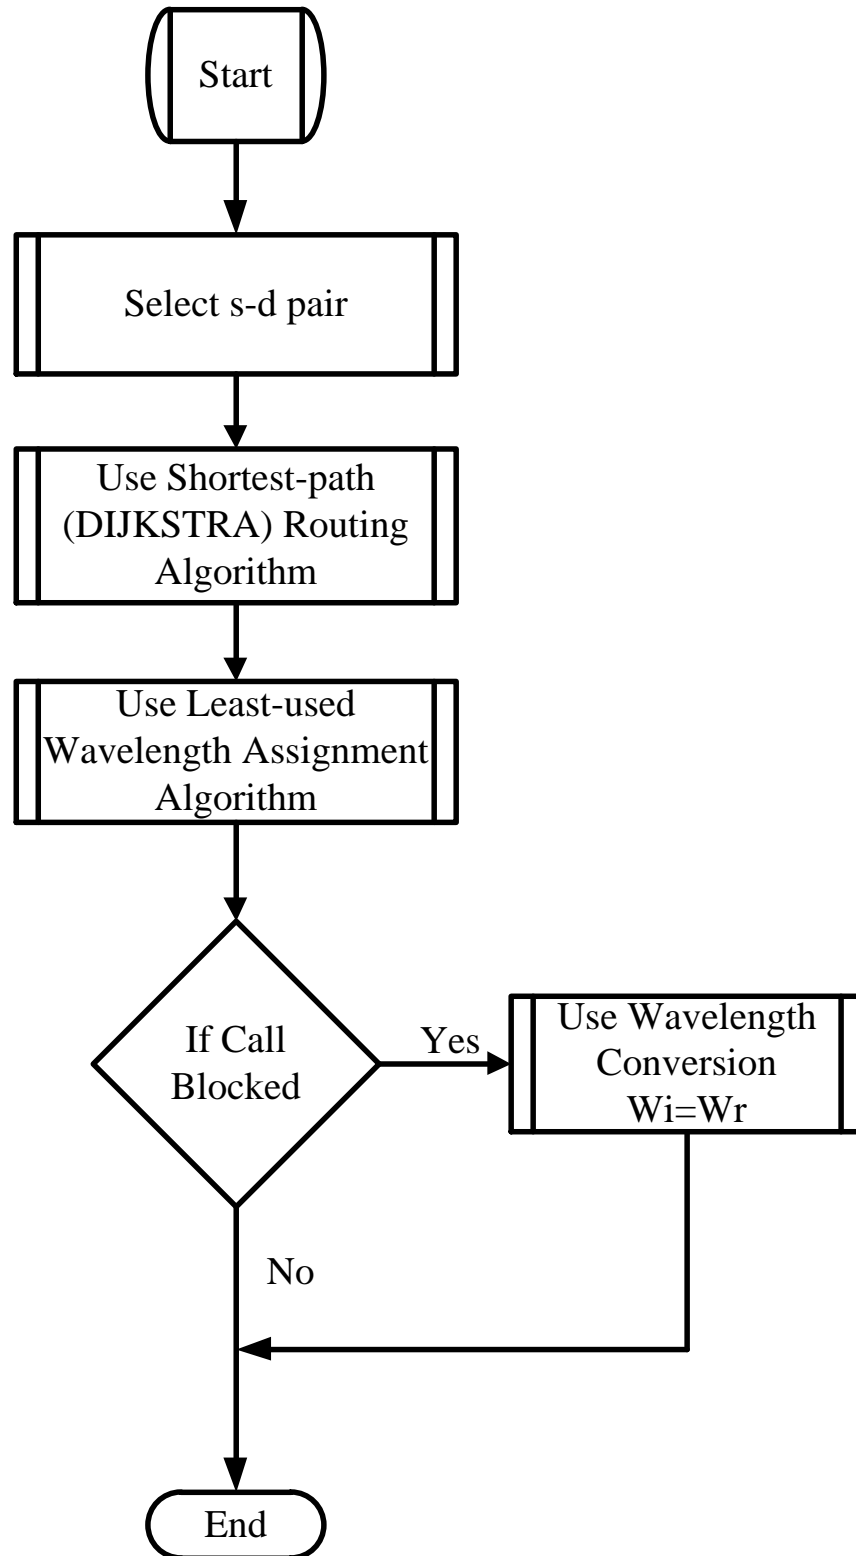 Start
Select s-d pair
Use Shortest-path
(DIJKSTRA) Routing
Algorithm
Use Least-used
Wavelength Assignment
Algorithm
If Call
Blocked
Yes
Use Wavelength
Conversion
Wi=Wr
No
End